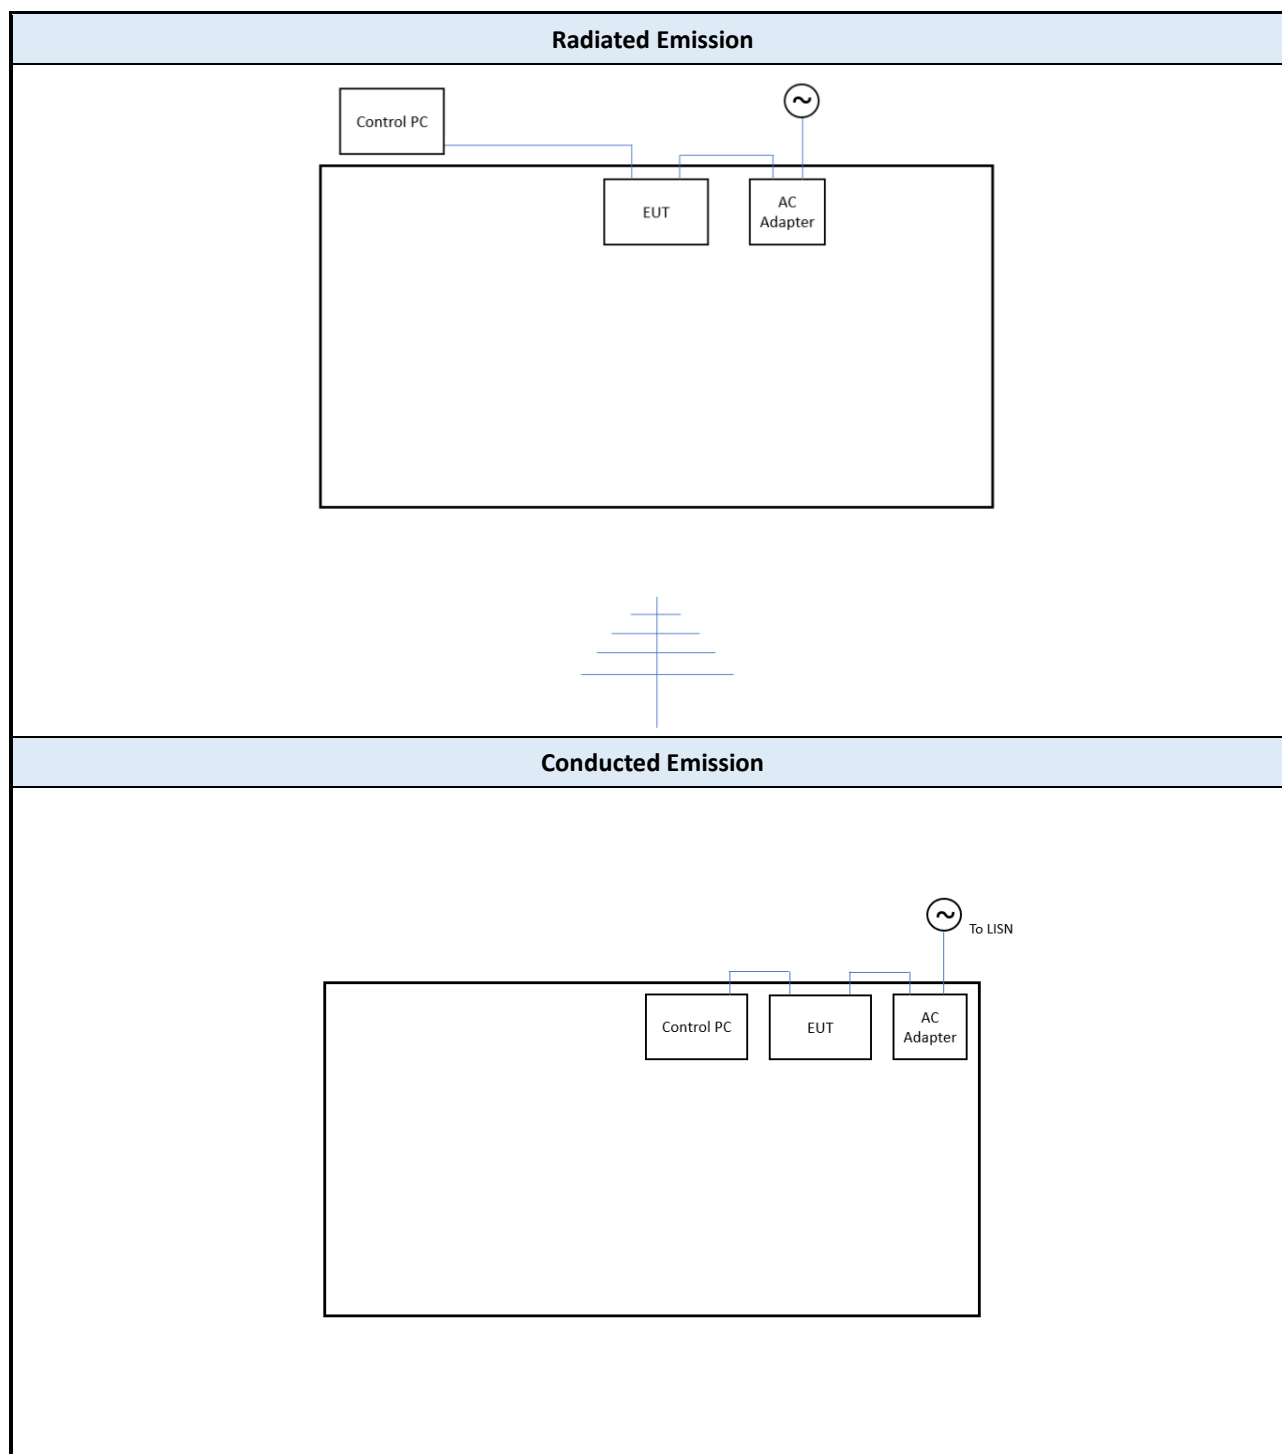 Radiated Emission
Control PC
EUT
AC
Adapter
Conducted Emission
To LISN
Control PC
EUT
AC
Adapter